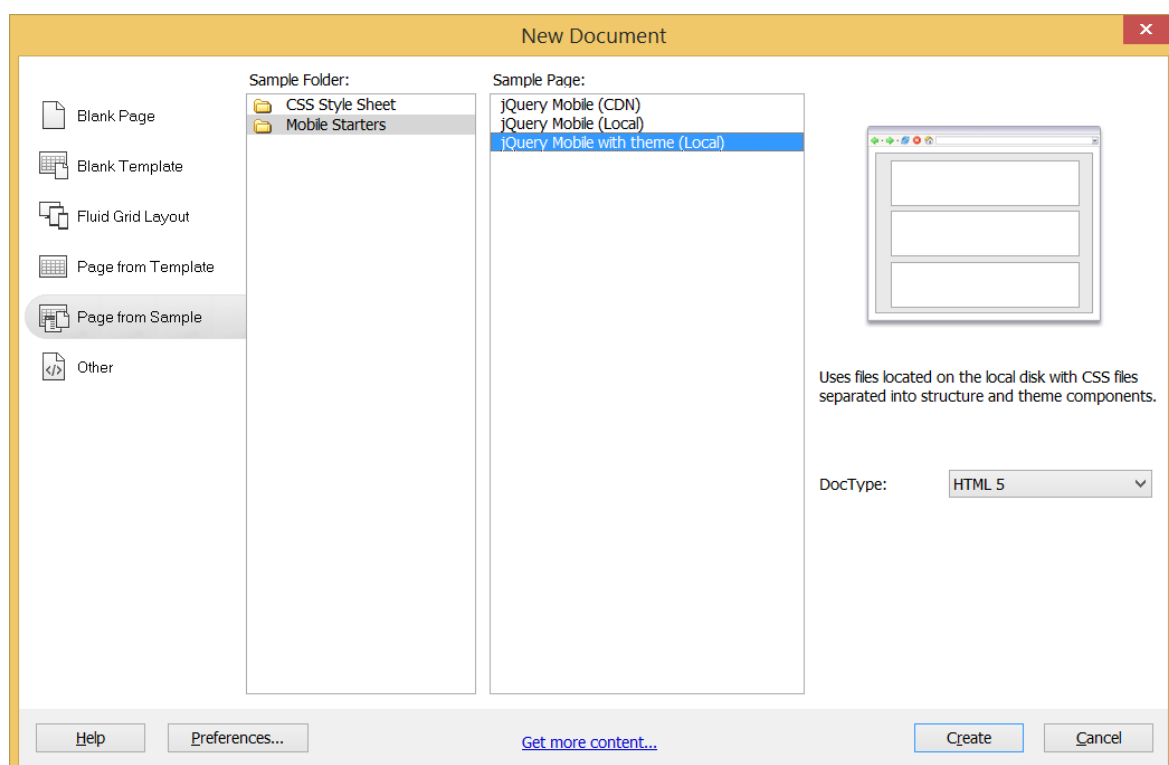 New Document
Blank Page
Blank Template
Fluid Grid Layout
Page from Template
Page from Sample
Other
Sample Folder:
CSS Style Sheet
Mobile Starters
Sample Page:
jQuery Mobile (CDN)
jQuery Mobile (Local)
jQuery Mobile with theme (Local)
Uses files located on the local disk with CSS files
separated into structure and theme components.
DocType:
HTML 5
Help
Preferences...
Get more content...
Create
Cancel